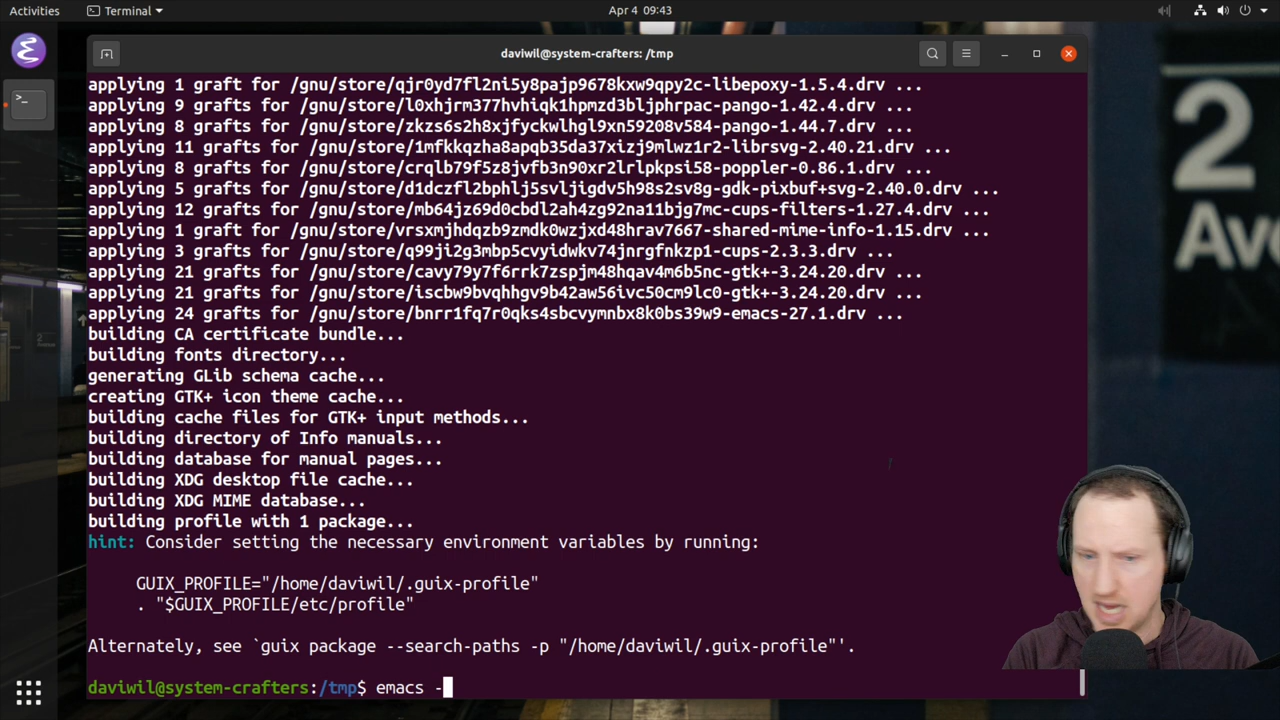 Activities
Terminal
Apr 4 09:43
daviwil@system-crafters: /tmp
applying 1 graft for /gnu/store/qjr0yd7fl2ni5y8pajp9678kxw9qpy2c-libepoxy-1.5.4.drv ...
applying 9 grafts for /gnu/store/l0xhjrm377hvhiqk1hpmzd3bljphrpac-pango-1.42.4.drv ...
applying 8 grafts for /gnu/store/zkzs6s2h8xjfyckwlhgl9xn59208v584-pango-1.44.7.drv ...
applying 11 grafts for /gnu/store/1mfkkqzha8apqb35da37xizj9mlwz1r2-librsvg-2.40.21.drv ...
applying 8 grafts for /gnu/store/crqlb79f5z8jvfb3n90xr2lrlpkpsi58-poppler-0.86.1.drv ...
applying 5 grafts for /gnu/store/d1dczfl2bphlj5svljigdv5h98s2sv8g-gdk-pixbuf+svg-2.40.0.drv ...
applying 12 grafts for /gnu/store/mb64jz69d0cbdl2ah4zg92na11bjg7mc-cups-filters-1.27.4.drv ...
applying 1 graft for /gnu/store/vrsxmjhdqzb9zmdk0wzjxd48hrav7667-shared-mime-info-1.15.drv ...
applying 3 grafts for /gnu/store/q99ji2g3mbp5cvyidwkv74jnrgfnkzp1-cups-2.3.3.drv ...
applying 21 grafts for /gnu/store/cavy79y7f6rrk7zspjm48hqav4m6b5nc-gtk+-3.24.20.drv ...
applying 21 grafts for /gnu/store/iscbw9bvqhhgv9b42aw56ivc50cm9lc0-gtk+-3.24.20.drv ...
applying 24 grafts for /gnu/store/bnrr1fq7r0qks4sbcvymnbx8k0bs39w9-emacs-27.1.drv ...
building CA certificate bundle...
building fonts directory...
generating GLib schema cache...
creating GTK+ icon theme cache...
building cache files for GTK+ input methods...
building directory of Info manuals...
building database for manual pages...
building XDG desktop file cache...
building XDG MIME database...
building profile with 1 package...
hint: Consider setting the necessary environment variables by running:
GUIX_PROFILE="/home/daviwil/.guix-profile"
. "$GUIX_PROFILE/etc/profile"
Alternately, see `guix package --search-paths -p "/home/daviwil/.guix-profile"'.
daviwil@system-crafters:/tmp$ emacs -
2
Ave